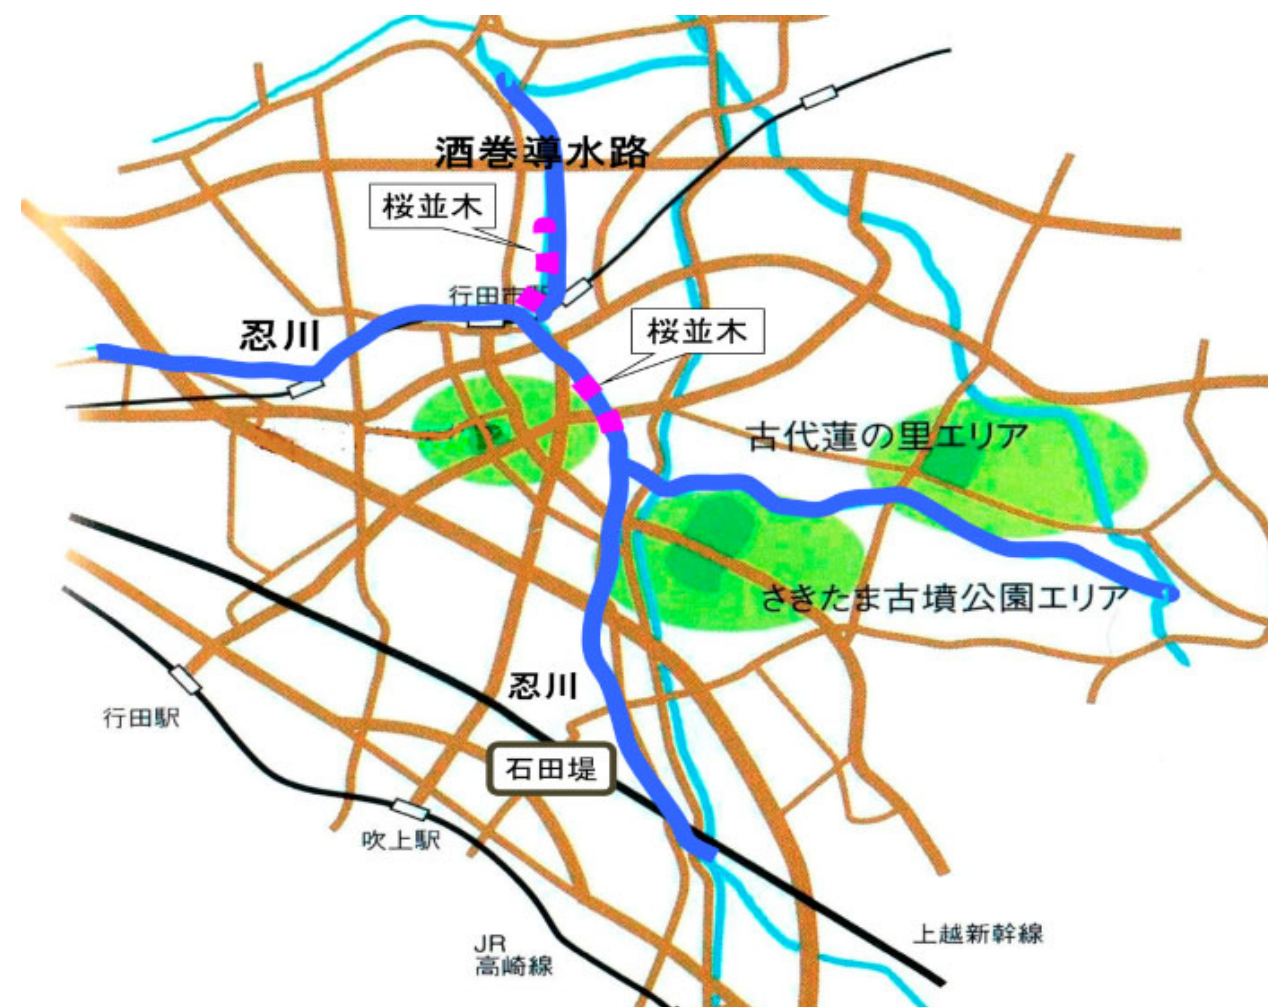 酒巻導水路
桜並木
行田市
忍川
桜並木
古代蓮の里エリア
さきたま古墳公園エリア
忍川
行田駅
石田堤
吹上駅
上越新幹線
JR
高崎線